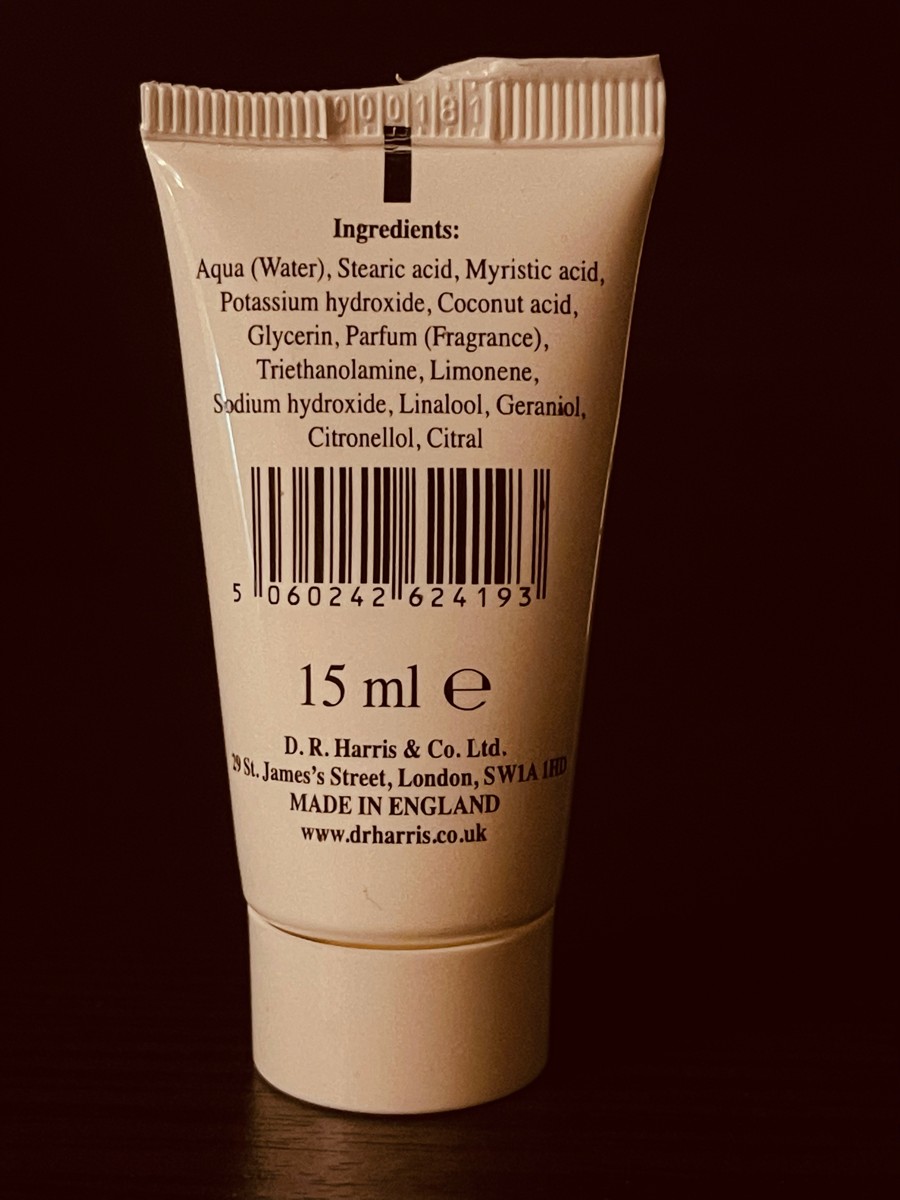 000181
Ingredients:
Aqua (Water), Stearic acid, Myristic acid,
Potassium hydroxide, Coconut acid,
Glycerin, Parfum (Fragrance),
Triethanolamine, Limonene,
Sodium hydroxide, Linalool, Geraniol,
Citronellol, Citral
5 060242 624193
15 ml ℮
D. R. Harris & Co. Ltd.
29 St. James's Street, London, SW1A 1HD
MADE IN ENGLAND
www.drharris.co.uk